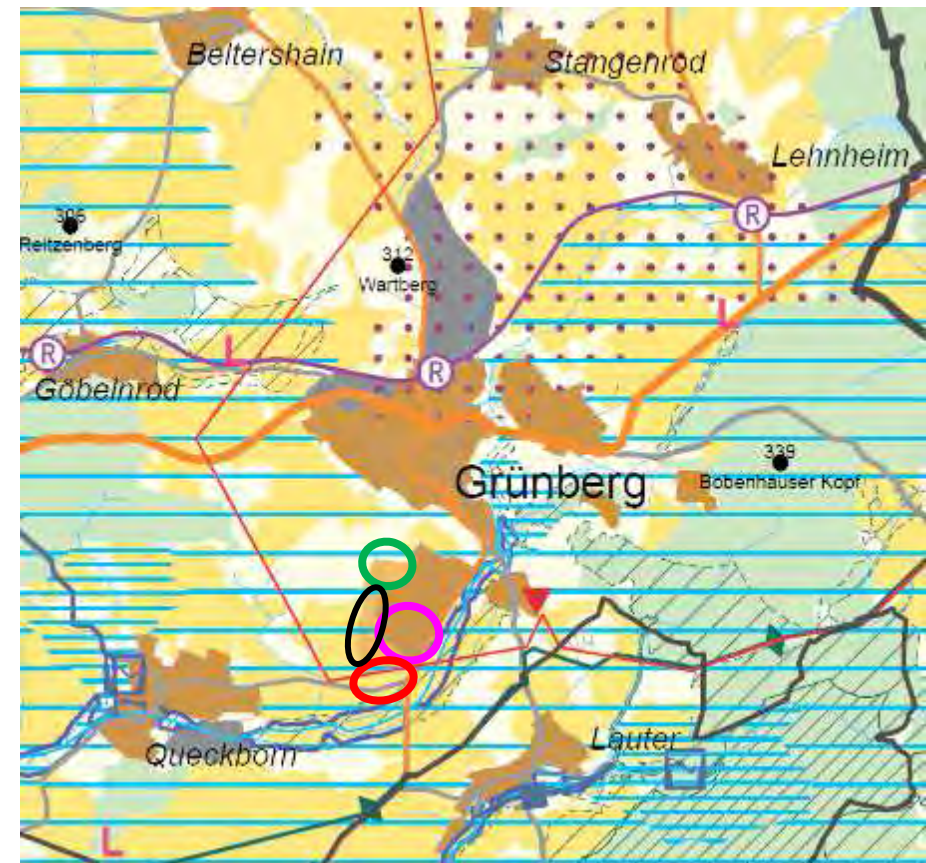 Beltershain
Stangenrod
Lehnheim
306
Reitzenberg
R
312
Wartberg
L
L
R
Göbelnrod
R
339
Grünberg
Bobenhäuser Kopf
Lauter
Queckborn
L